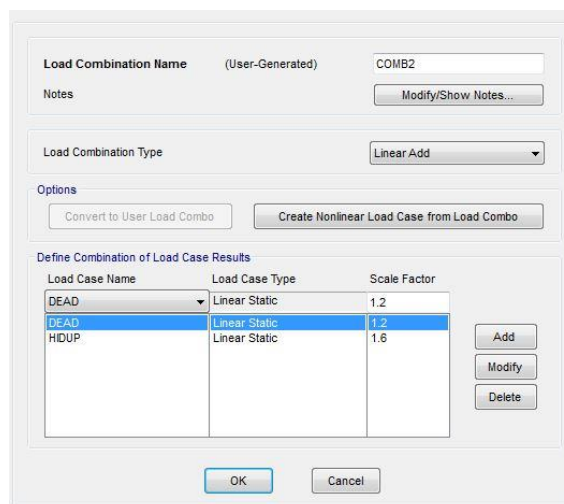 Load Combination Name (User-Generated) COMB2
Notes Modify/Show Notes...
Load Combination Type Linear Add
Options
Convert to User Load Combo Create Nonlinear Load Case from Load Combo
Define Combination of Load Case Results
Load Case Name Load Case Type Scale Factor
DEAD Linear Static 1.2
DEAD Linear Static 1.2
HIDUP Linear Static 1.6
Add
Modify
Delete
OK Cancel